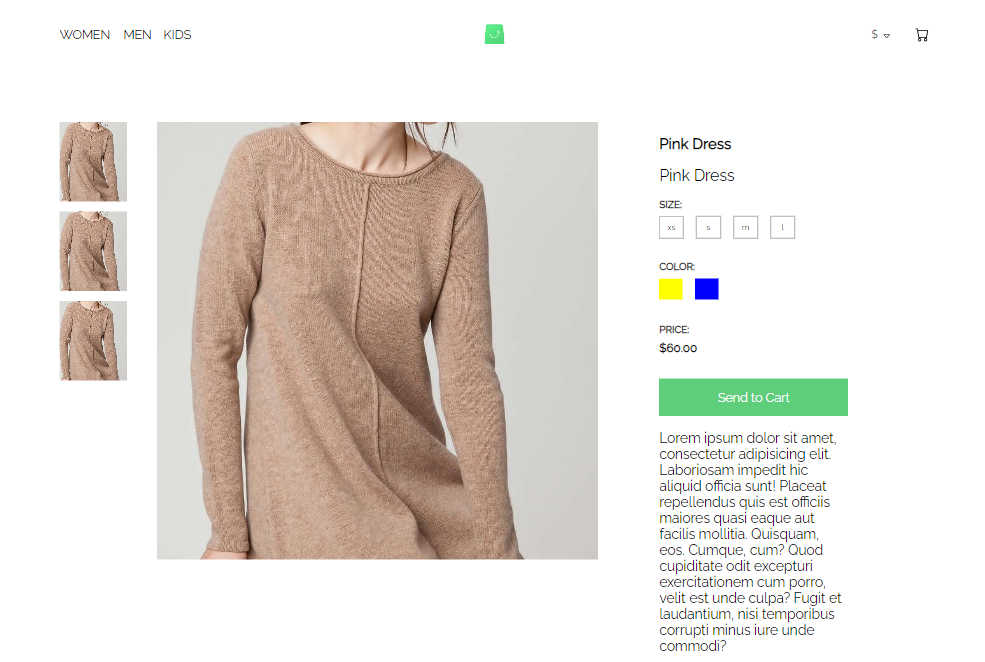 WOMEN MEN KIDS
$
Pink Dress
Pink Dress
SIZE:
xs s m l
COLOR:
PRICE:
$60.00
Send to Cart
Lorem ipsum dolor sit amet,
consectetur adipisicing elit.
Laboriosam impedit hic
aliquid officia sunt! Placeat
repellendus quis est officiis
maiores quasi eaque aut
facilis mollitia. Quisquam,
eos. Cumque, cum? Quod
cupiditate odit excepturi
exercitationem cum porro,
velit est unde culpa? Fugit et
laudantium, nisi temporibus
corrupti minus iure unde
commodi?